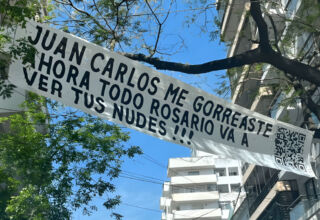 JUAN CARLOS ME GORREASTE
AHORA TODO ROSARIO VA A
VER TUS NUDES !!!